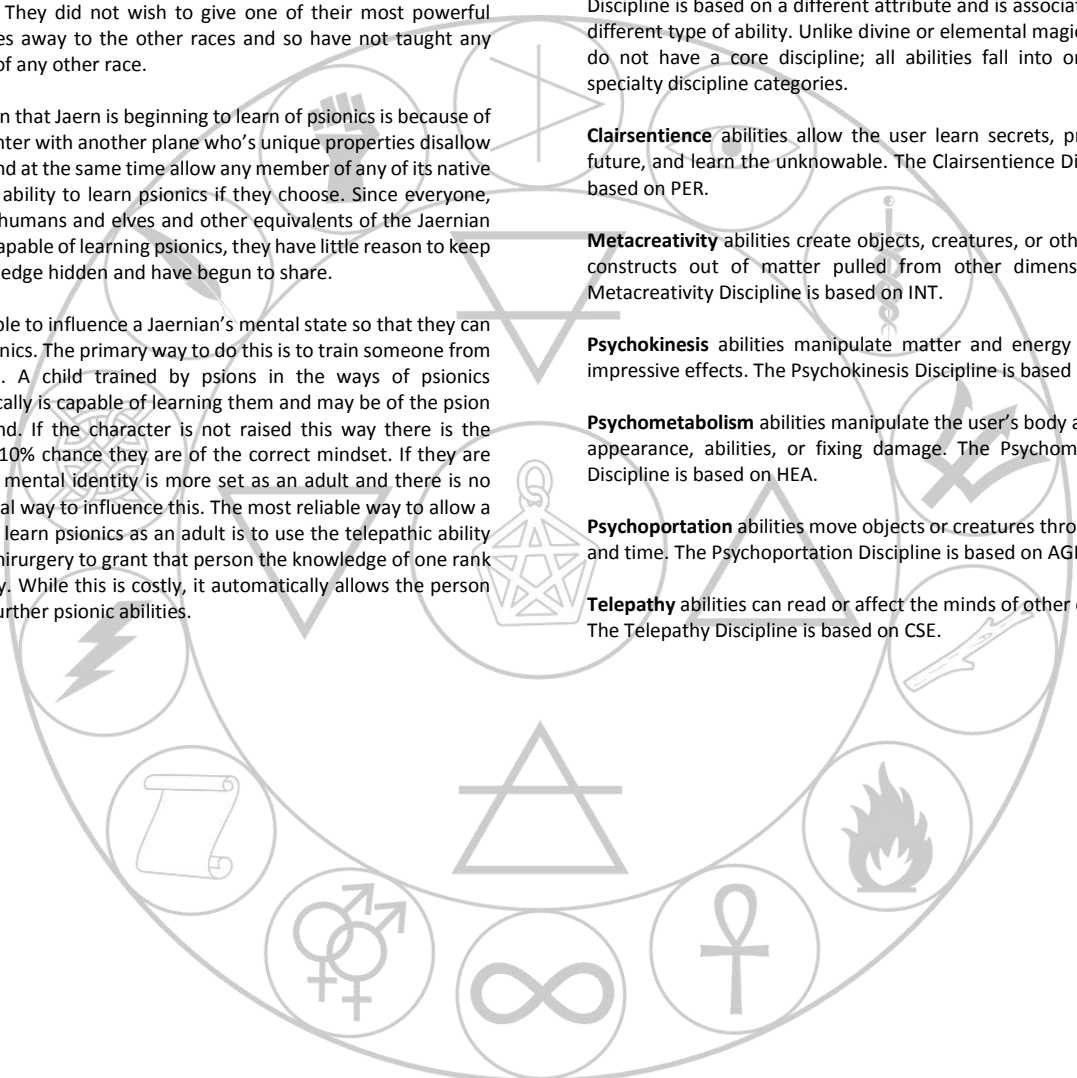 They did not wish to give one of their most powerful
es away to the other races and so have not taught any
of any other race.
n that Jaern is beginning to learn of psionics is because of
nter with another plane who's unique properties disallow
nd at the same time allow any member of any of its native
ability to learn psionics if they choose. Since everyone,
humans and elves and other equivalents of the Jaernian
apable of learning psionics, they have little reason to keep
edge hidden and have begun to share.
ble to influence a Jaernian's mental state so that they can
nics. The primary way to do this is to train someone from
. A child trained by psions in the ways of psionics
cally is capable of learning them and may be of the psion
nd. If the character is not raised this way there is the
10% chance they are of the correct mindset. If they are
mental identity is more set as an adult and there is no
al way to influence this. The most reliable way to allow a
learn psionics as an adult is to use the telepathic ability
hirurgery to grant that person the knowledge of one rank
y. While this is costly, it automatically allows the person
urther psionic abilities.
Discipline is based on a different attribute and is associat
different type of ability. Unlike divine or elemental magic
do not have a core discipline; all abilities fall into or
specialty discipline categories.
Clairsentience abilities allow the user learn secrets, pr
future, and learn the unknowable. The Clairsentience Di
based on PER.
Metacreativity abilities create objects, creatures, or oth
constructs out of matter pulled from other dimens
Metacreativity Discipline is based on INT.
Psychokinesis abilities manipulate matter and energy
impressive effects. The Psychokinesis Discipline is based
Psychometabolism abilities manipulate the user's body a
appearance, abilities, or fixing damage. The Psychom
Discipline is based on HEA.
Psychoportation abilities move objects or creatures thro
and time. The Psychoportation Discipline is based on AGI
Telepathy abilities can read or affect the minds of other
The Telepathy Discipline is based on CSE.